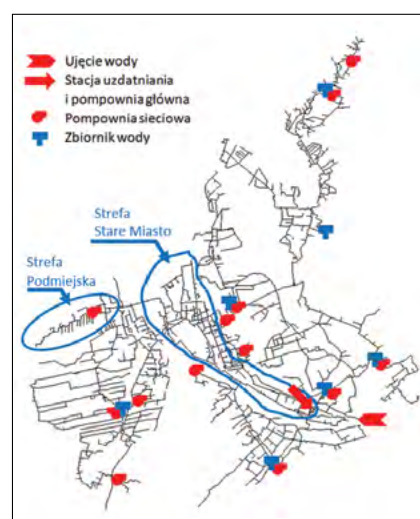 Ujęcie wody
Stacja uzdatniania
i pompownia główna
Pompownia sieciowa
Zbiornik wody
Strefa
Stare Miasto
Strefa
Podmiejska